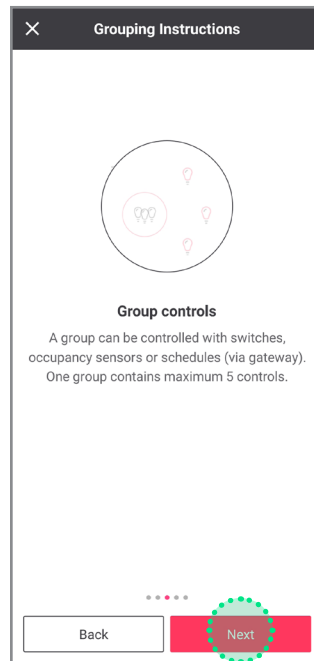 Grouping Instructions
Group controls
A group can be controlled with switches,
occupancy sensors or schedules (via gateway).
One group contains maximum 5 controls.
Back
Next